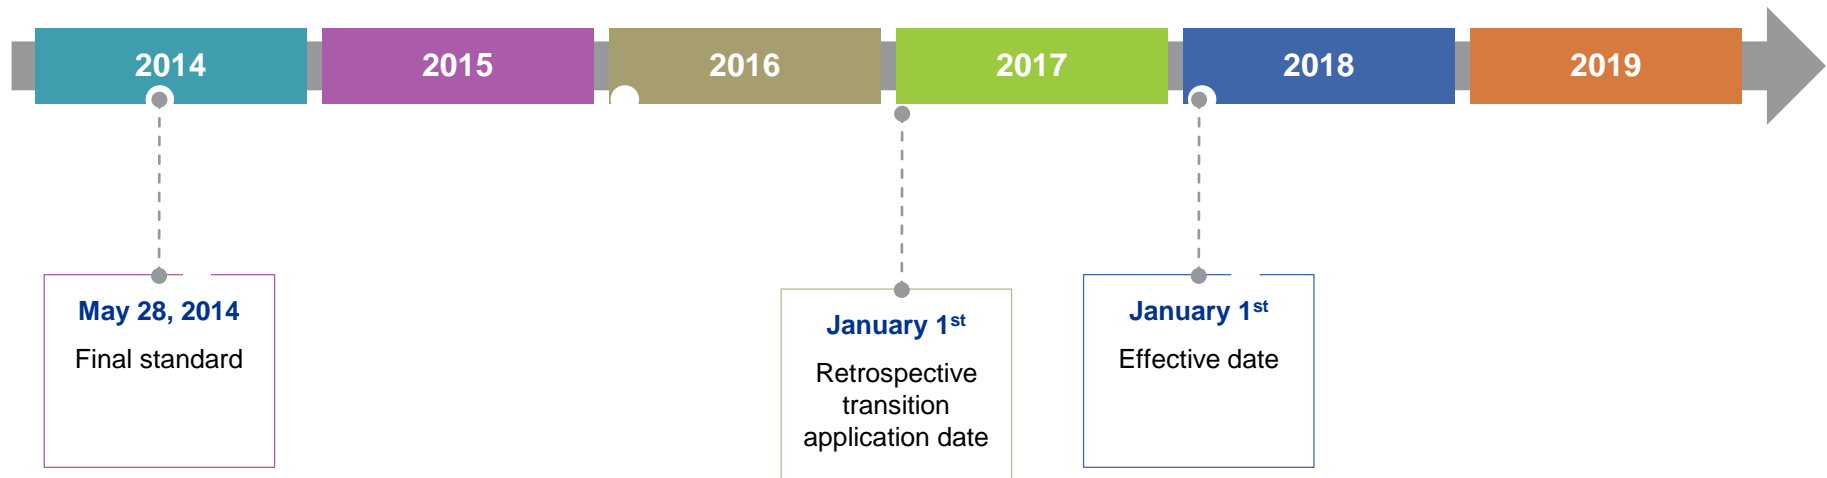 2014 2015 2016 2017 2018 2019
May 28, 2014
Final standard
January 1st
Retrospective
transition
application date
January 1st
Effective date